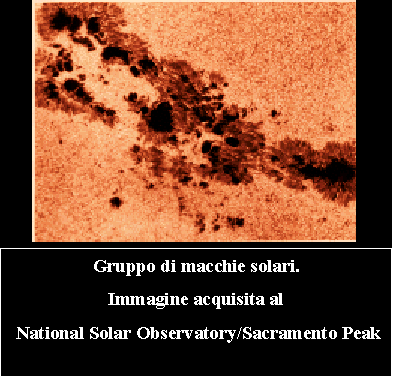 Gruppo di macchie solari.
Immagine acquisita al
National Solar Observatory/Sacramento Peak